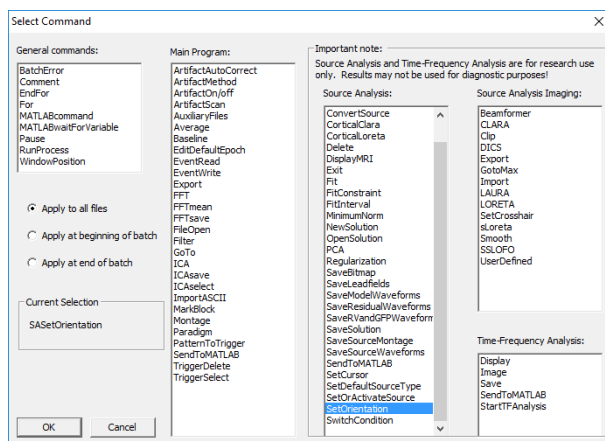 Select Command
General commands:
BatchError
Comment
EndFor
For
MATLABcommand
MATLABwaitForVariable
Pause
RunProcess
WindowPosition
Apply to all files
Apply at beginning of batch
Apply at end of batch
Current Selection
SASetOrientation
OK
Cancel
Main Program:
ArtifactAutoCorrect
ArtifactMethod
ArtifactOn/off
ArtifactScan
AuxiliaryFiles
Average
Baseline
EditDefaultEpoch
EventRead
EventWrite
Export
FFT
FFTmean
FFTsave
FileOpen
Filter
GoTo
ICA
ICAsave
ICAselect
ImportASCII
MarkBlock
Montage
Paradigm
PatternToTrigger
SendToMATLAB
TriggerDelete
TriggerSelect
Important note:
Source Analysis and Time-Frequency Analysis are for research use
only. Results may not be used for diagnostic purposes!
Source Analysis:
ConvertSource
CorticalClara
CorticalLoreta
Delete
DisplayMRI
Exit
Fit
FitConstraint
FitInterval
MinimumNorm
NewSolution
OpenSolution
PCA
Regularization
SaveBitmap
SaveLeadfields
SaveModelWaveforms
SaveResidualWaveforms
SaveRVandGFPWaveform
SaveSolution
SaveSourceMontage
SaveSourceWaveforms
SendToMATLAB
SetCursor
SetDefaultSourceType
SetOrActivateSource
SetOrientation
SwitchCondition
Source Analysis Imaging:
Beamformer
CLARA
Clip
DICS
Export
GotoMax
Import
LAURA
LORETA
SetCrosshair
sLoreta
Smooth
SSLOFO
UserDefined
Time-Frequency Analysis:
Display
Image
Save
SendToMATLAB
StartTFAnalysis